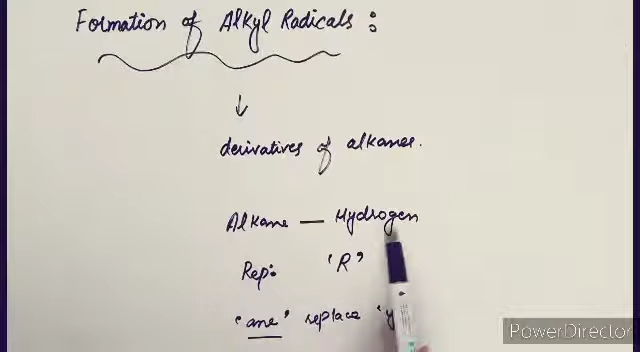 Formation of Alkyl Radicals :
derivatives of alkanes.
Alkane — Hydrogen
Rep: 'R'
'ane' replace 'y
PowerDirector